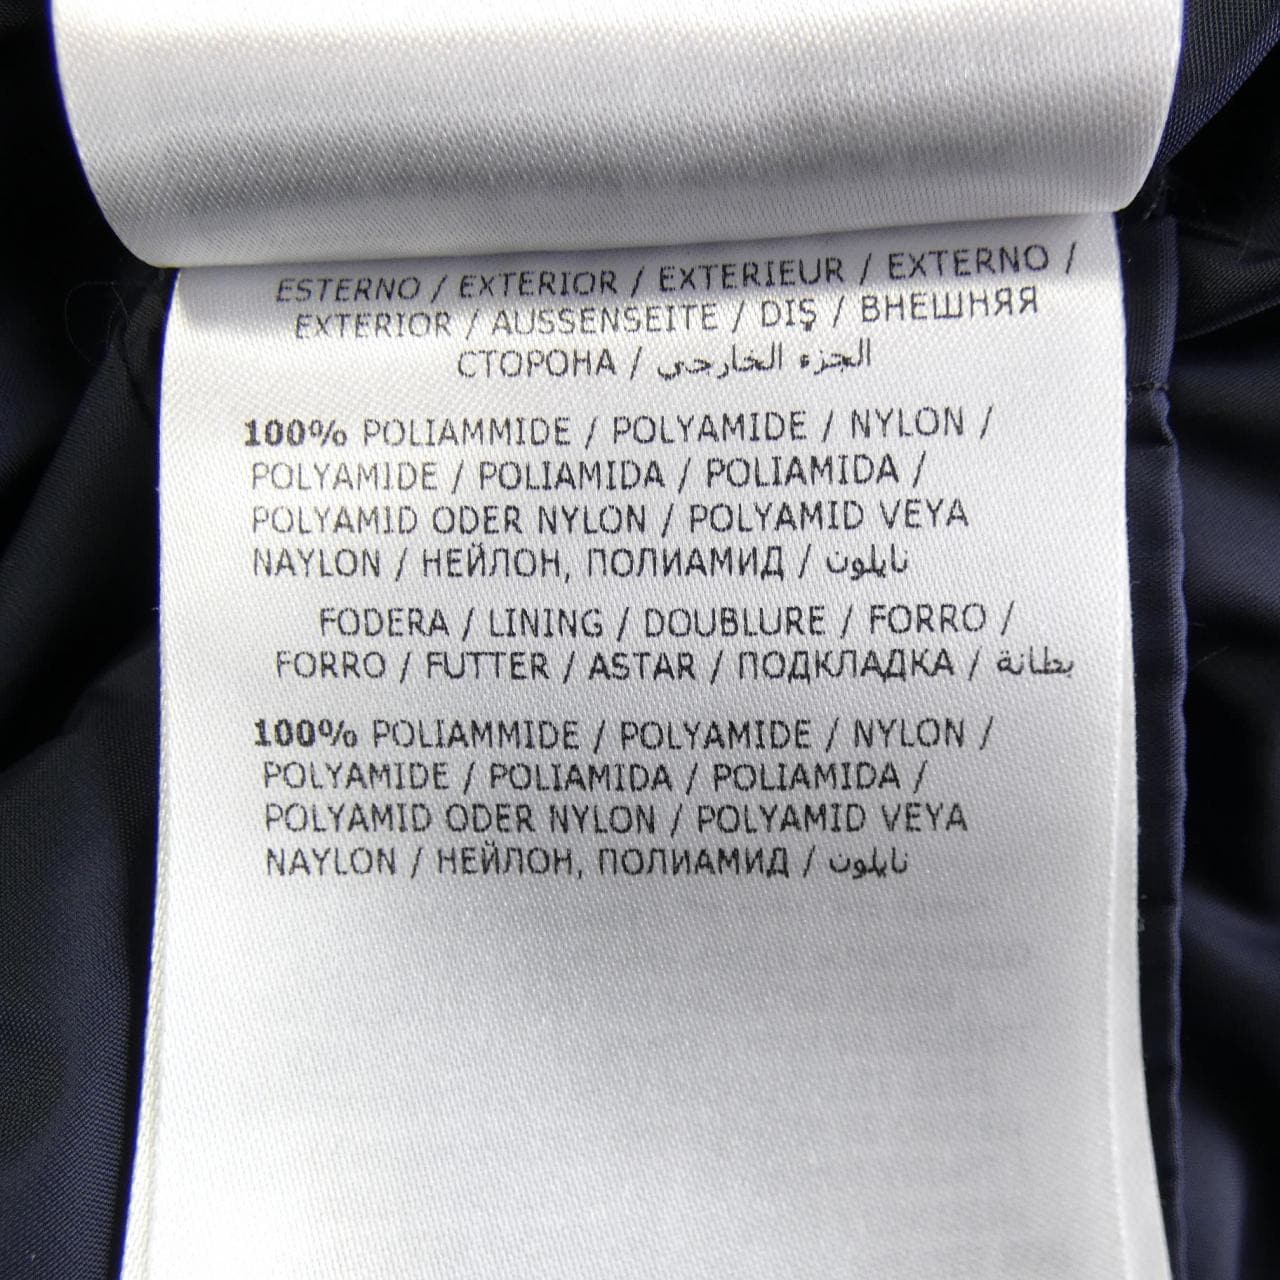 ESTERNO / EXTERIOR / EXTERIEUR / EXTERNO /
EXTERIOR / AUSSENSEITE / DIŞ / ВНЕШНЯЯ
СТОРОНА / الجزء الخارجي
100% POLIAMMIDE / POLYAMIDE / NYLON /
POLYAMIDE / POLIAMIDA / POLIAMIDA /
POLYAMID ODER NYLON / POLYAMID VEYA
NAYLON / НЕЙЛОН, ПОЛИАМИД / نايلون
FODERA / LINING / DOUBLURE / FORRO /
FORRO / FUTTER / ASTAR / ПОДКЛАДКА / بطانة
100% POLIAMMIDE / POLYAMIDE / NYLON /
POLYAMIDE / POLIAMIDA / POLIAMIDA /
POLYAMID ODER NYLON / POLYAMID VEYA
NAYLON / НЕЙЛОН, ПОЛИАМИД / نايلون